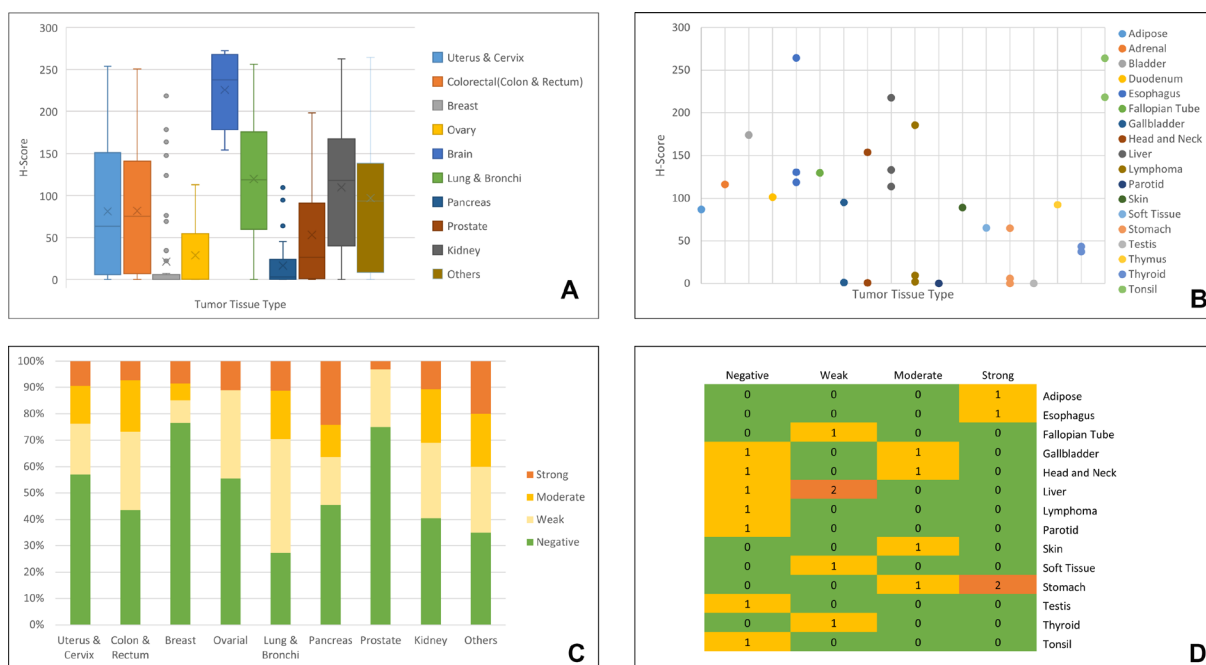 300
250
200
150
100
50
0
H-Score
Tumor Tissue Type
Uterus & Cervix
Colorectal(Colon & Rectum)
Breast
Ovary
Brain
Lung & Bronchi
Pancreas
Prostate
Kidney
Others
A
300
250
200
150
100
50
0
H-Score
Tumor Tissue Type
Adipose
Adrenal
Bladder
Duodenum
Esophagus
Fallopian Tube
Gallbladder
Head and Neck
Liver
Lymphoma
Parotid
Skin
Soft Tissue
Stomach
Testis
Thymus
Thyroid
Tonsil
B
100%
90%
80%
70%
60%
50%
40%
30%
20%
10%
0%
Uterus &
Cervix
Colon &
Rectum
Breast
Ovarial
Lung &
Bronchi
Pancreas
Prostate
Kidney
Others
Strong
Moderate
Weak
Negative
C
Negative Weak Moderate Strong
0 0 0 1 Adipose
0 0 0 1 Esophagus
0 1 0 0 Fallopian Tube
1 0 1 0 Gallbladder
1 0 1 0 Head and Neck
1 2 0 0 Liver
1 0 0 0 Lymphoma
1 0 0 0 Parotid
0 0 1 0 Skin
0 1 0 0 Soft Tissue
0 0 1 2 Stomach
1 0 0 0 Testis
0 1 0 0 Thyroid
1 0 0 0 Tonsil
D